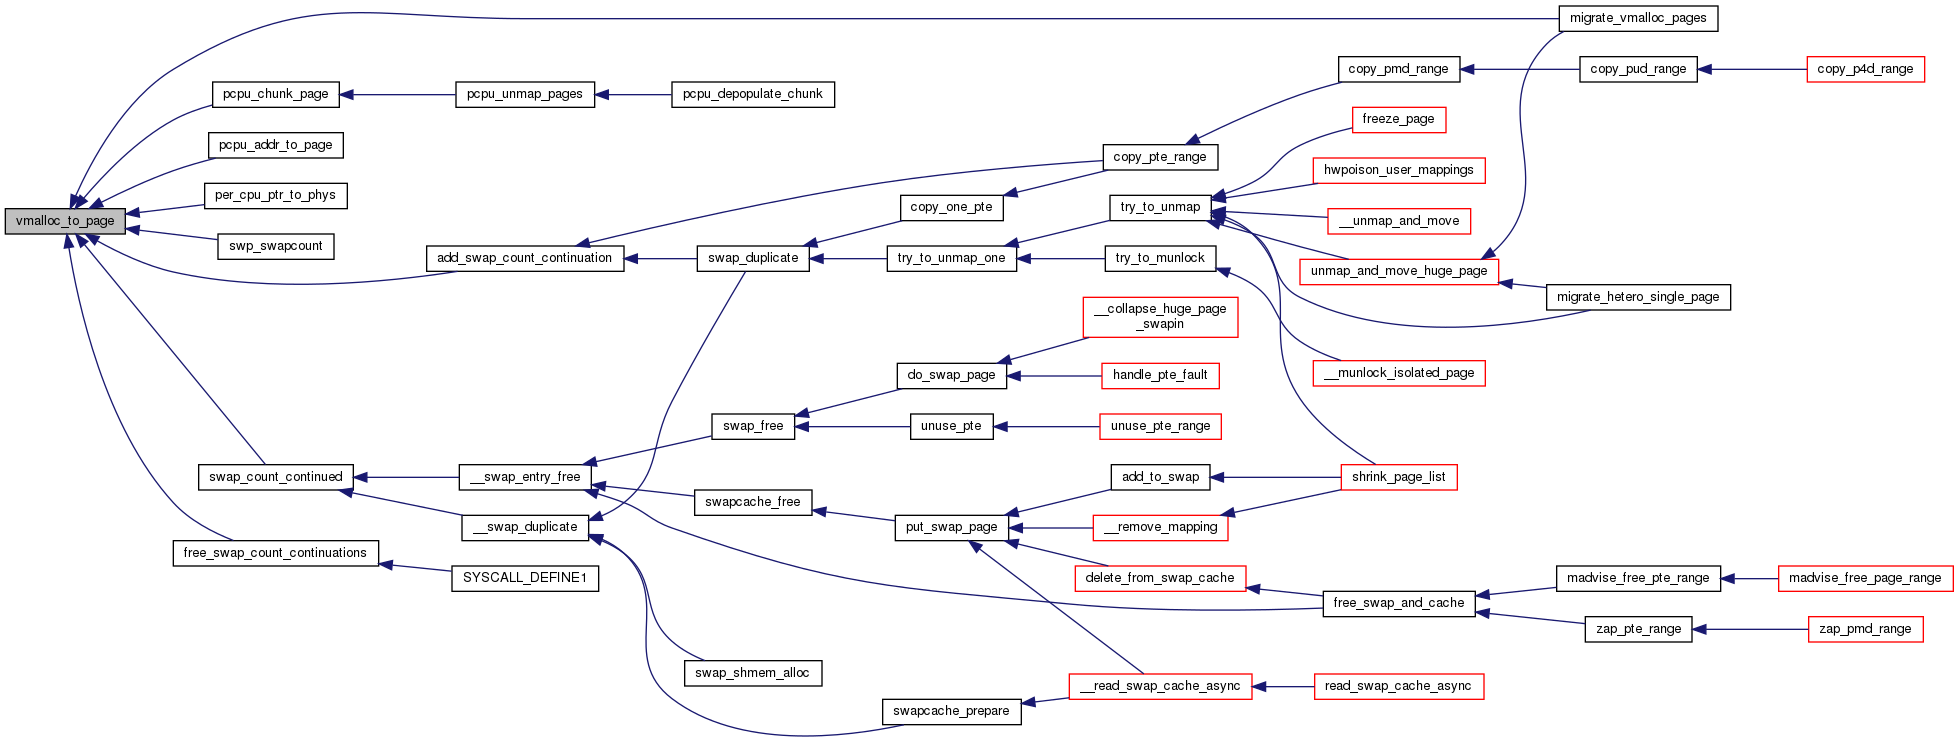 migrate_vmalloc_pages
copy_pmd_range
copy_pud_range
copy_p4d_range
pcpu_chunk_page
pcpu_unmap_pages
pcpu_depopulate_chunk
freeze_page
pcpu_addr_to_page
copy_pte_range
hwpoison_user_mappings
per_cpu_ptr_to_phys
copy_one_pte
try_to_unmap
vmalloc_to_page
__unmap_and_move
swp_swapcount
add_swap_count_continuation
swap_duplicate
try_to_unmap_one
try_to_munlock
unmap_and_move_huge_page
migrate_hetero_single_page
__collapse_huge_page
_swapin
do_swap_page
handle_pte_fault
__munlock_isolated_page
swap_free
unuse_pte
unuse_pte_range
swap_count_continued
__swap_entry_free
add_to_swap
shrink_page_list
swapcache_free
__swap_duplicate
put_swap_page
__remove_mapping
free_swap_count_continuations
SYSCALL_DEFINE1
delete_from_swap_cache
madvise_free_pte_range
madvise_free_page_range
free_swap_and_cache
zap_pte_range
zap_pmd_range
swap_shmem_alloc
__read_swap_cache_async
read_swap_cache_async
swapcache_prepare